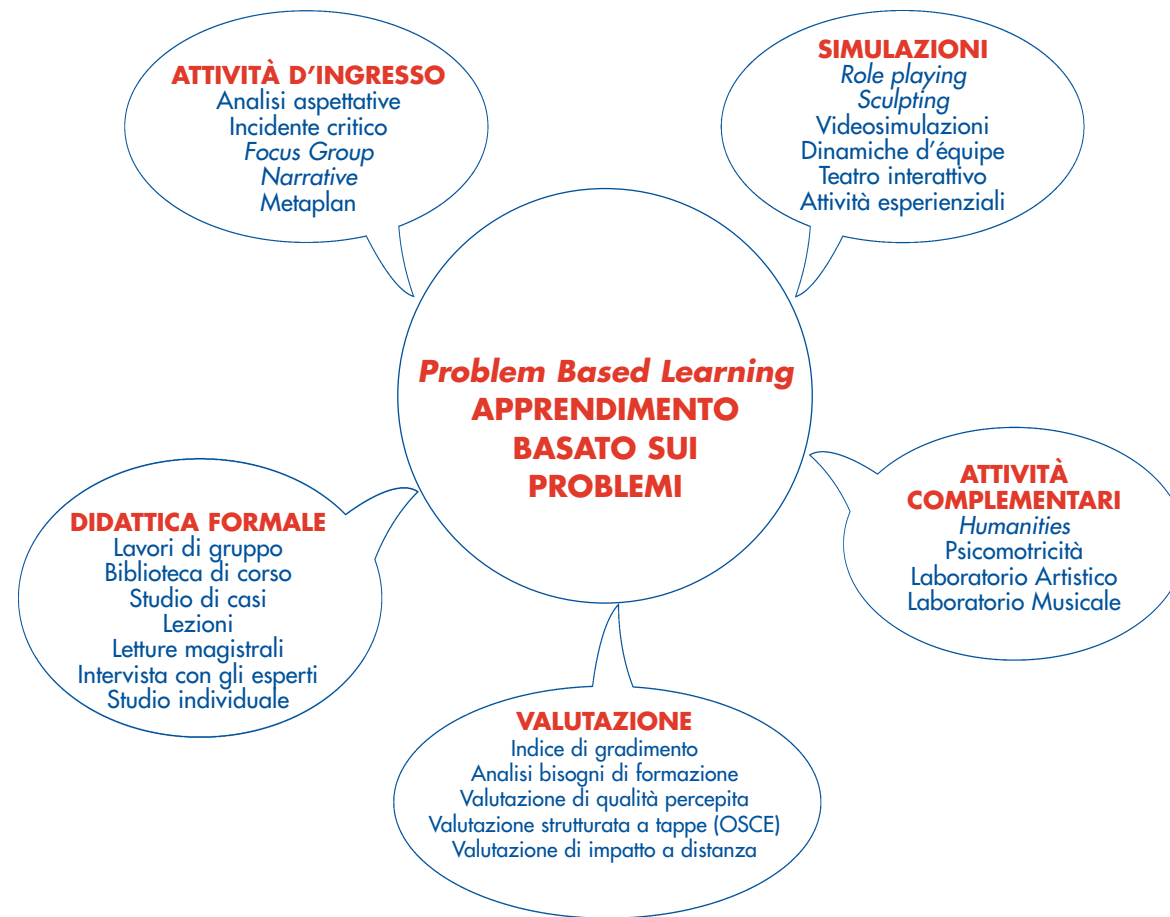 ATTIVITÀ D'INGRESSO
Analisi aspettative
Incidente critico
Focus Group
Narrative
Metaplan
SIMULAZIONI
Role playing
Sculpting
Videosimulazioni
Dinamiche d'équipe
Teatro interattivo
Attività esperienziali
Problem Based Learning
APPRENDIMENTO
BASATO SUI
PROBLEMI
DIDATTICA FORMALE
Lavori di gruppo
Biblioteca di corso
Studio di casi
Lezioni
Letture magistrali
Intervista con gli esperti
Studio individuale
ATTIVITÀ
COMPLEMENTARI
Humanities
Psicomotricità
Laboratorio Artistico
Laboratorio Musicale
VALUTAZIONE
Indice di gradimento
Analisi bisogni di formazione
Valutazione di qualità percepita
Valutazione strutturata a tappe (OSCE)
Valutazione di impatto a distanza